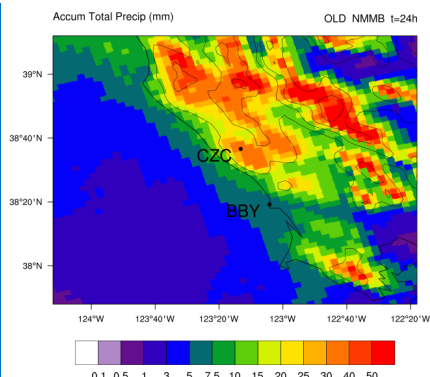 Accum Total Precip (mm) OLD NMMB t=24h
39°N
38°40'N
CZC
38°20'N
BBY
38°N
124°W 123°40'W 123°20'W 123°W 122°40'W 122°20'W
0.1 0.5 1 3 5 7.5 10 15 20 25 30 40 50